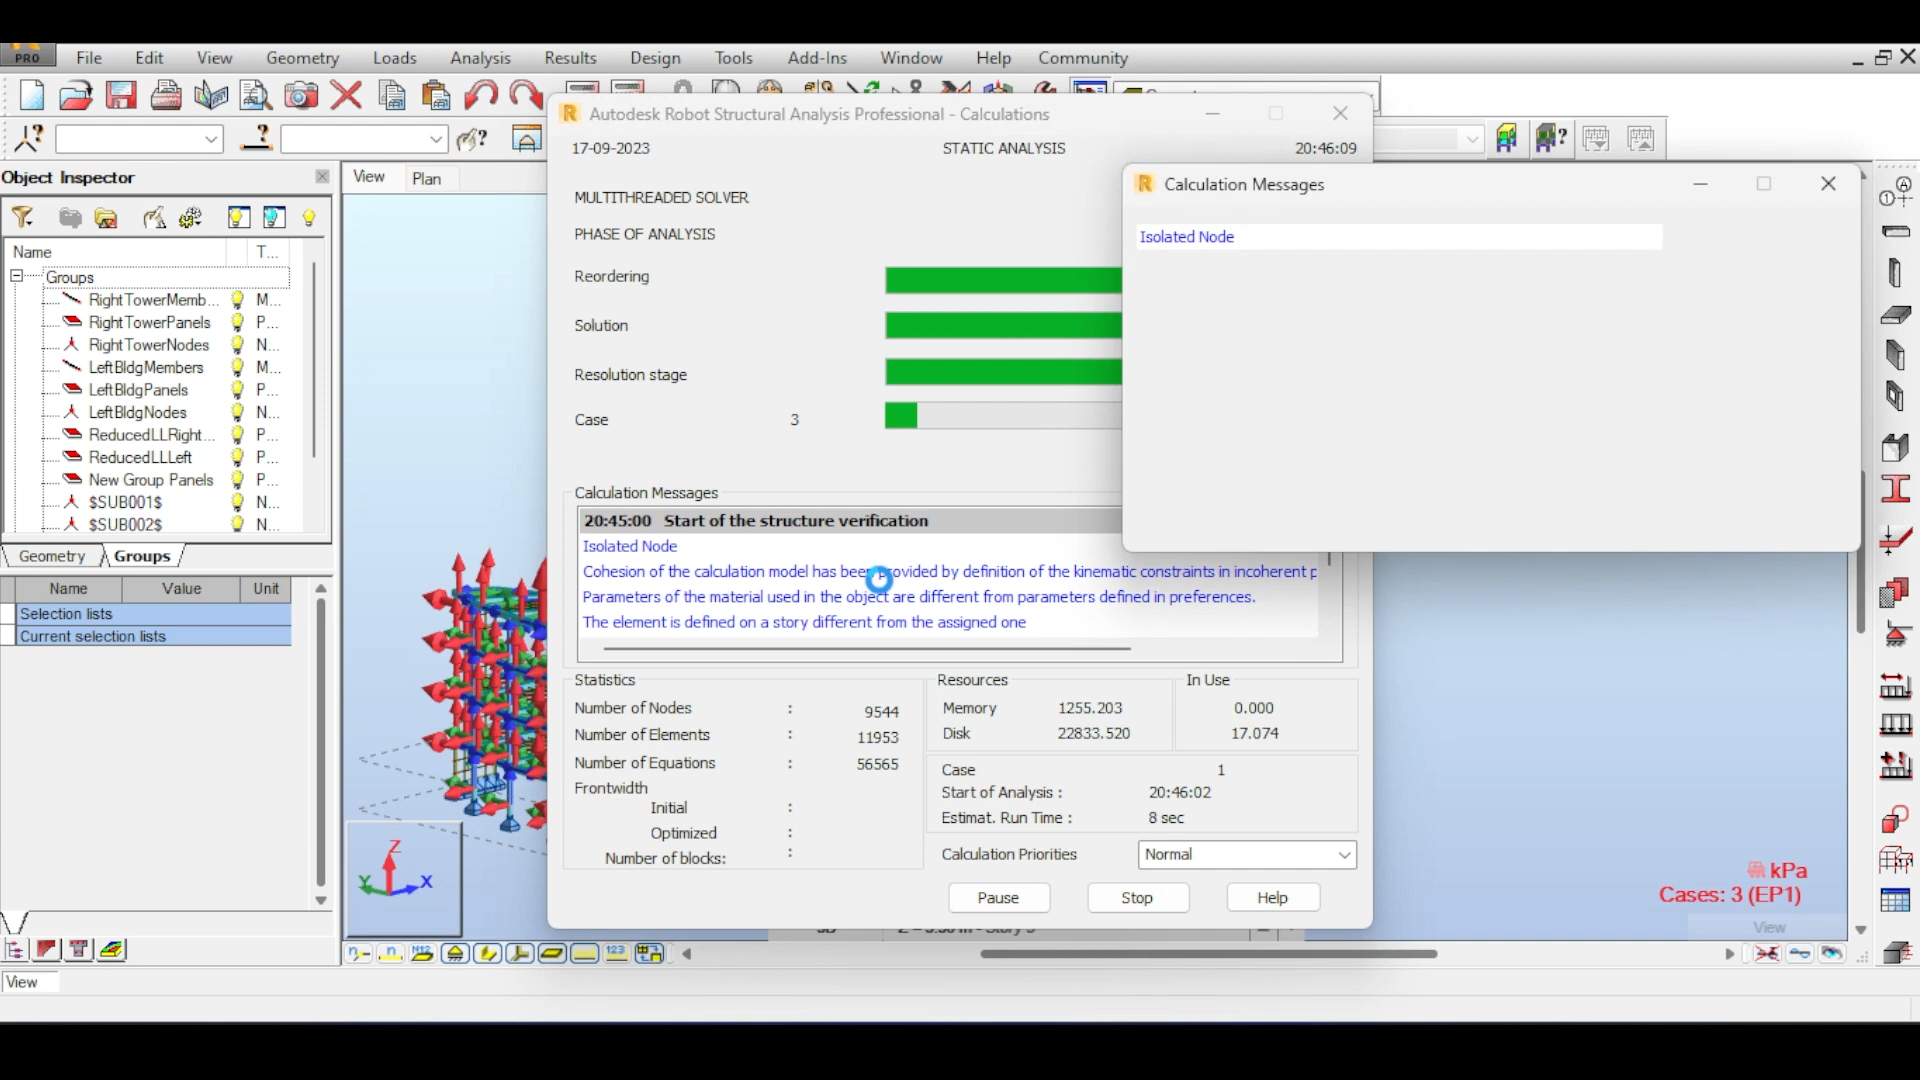 PRO
File Edit View Geometry Loads Analysis Results Design Tools Add-Ins Window Help Community
Object Inspector
Name T...
Groups
RightTowerMemb... M...
RightTowerPanels P...
RightTowerNodes N...
LeftBldgMembers M...
LeftBldgPanels P...
LeftBldgNodes N...
ReducedLLRight... P...
ReducedLLLeft P...
New Group Panels P...
$SUB001$ N...
$SUB002$ N...
Geometry Groups
Name Value Unit
Selection lists
Current selection lists
View
View Plan
Z
Y X
Autodesk Robot Structural Analysis Professional - Calculations
17-09-2023 STATIC ANALYSIS 20:46:09
MULTITHREADED SOLVER
PHASE OF ANALYSIS
Reordering
Solution
Resolution stage
Case 3
Calculation Messages
20:45:00 Start of the structure verification
Isolated Node
Cohesion of the calculation model has been provided by definition of the kinematic constraints in incoherent p
Parameters of the material used in the object are different from parameters defined in preferences.
The element is defined on a story different from the assigned one
Statistics
Number of Nodes : 9544
Number of Elements : 11953
Number of Equations : 56565
Frontwidth
Initial :
Optimized :
Number of blocks: :
Resources In Use
Memory 1255.203 0.000
Disk 22833.520 17.074
Case 1
Start of Analysis : 20:46:02
Estimat. Run Time : 8 sec
Calculation Priorities Normal
Pause Stop Help
Calculation Messages
Isolated Node
kPa
Cases: 3 (EP1)
View